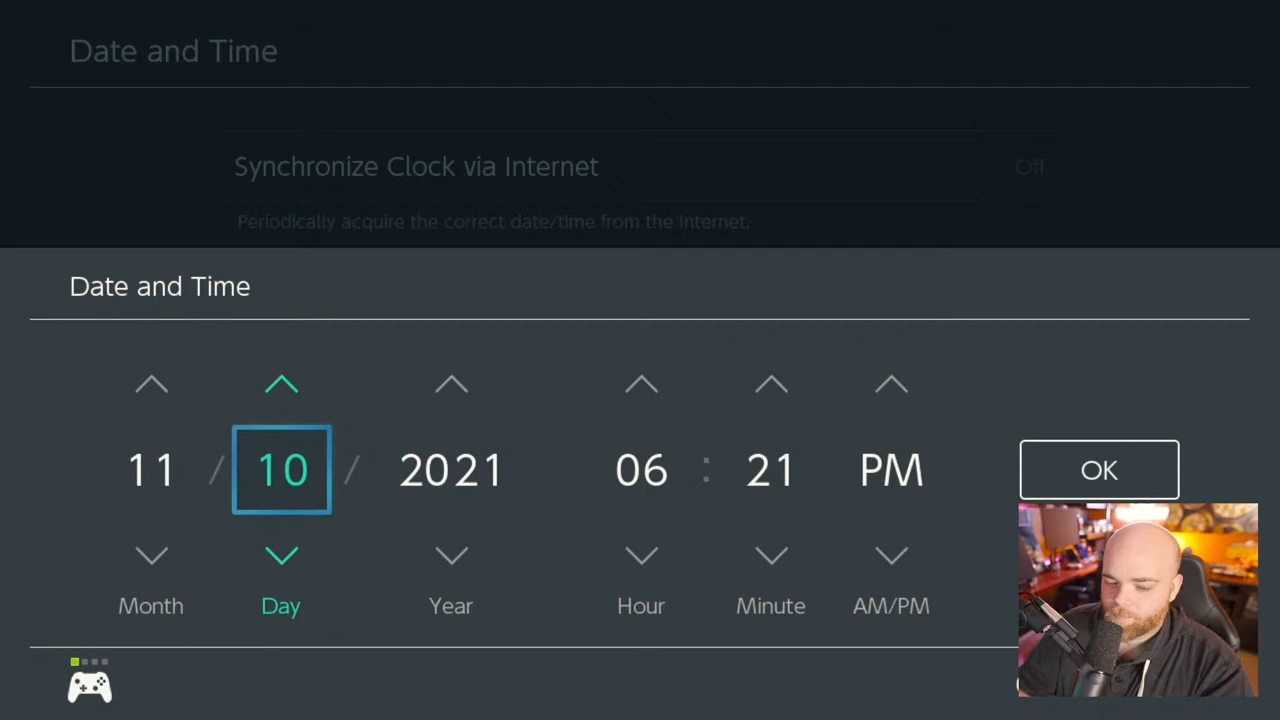 Date and Time
Synchronize Clock via Internet Off
Periodically acquire the correct date/time from the Internet.
Date and Time
11 / 10 / 2021 06 : 21 PM OK
Month Day Year Hour Minute AM/PM